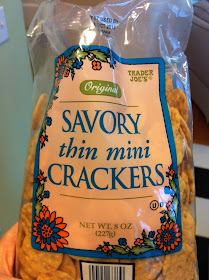 Original
TRADER
JOE'S®
SAVORY
thin mini
CRACKERS
NET WT. 8 OZ
(227g)
U